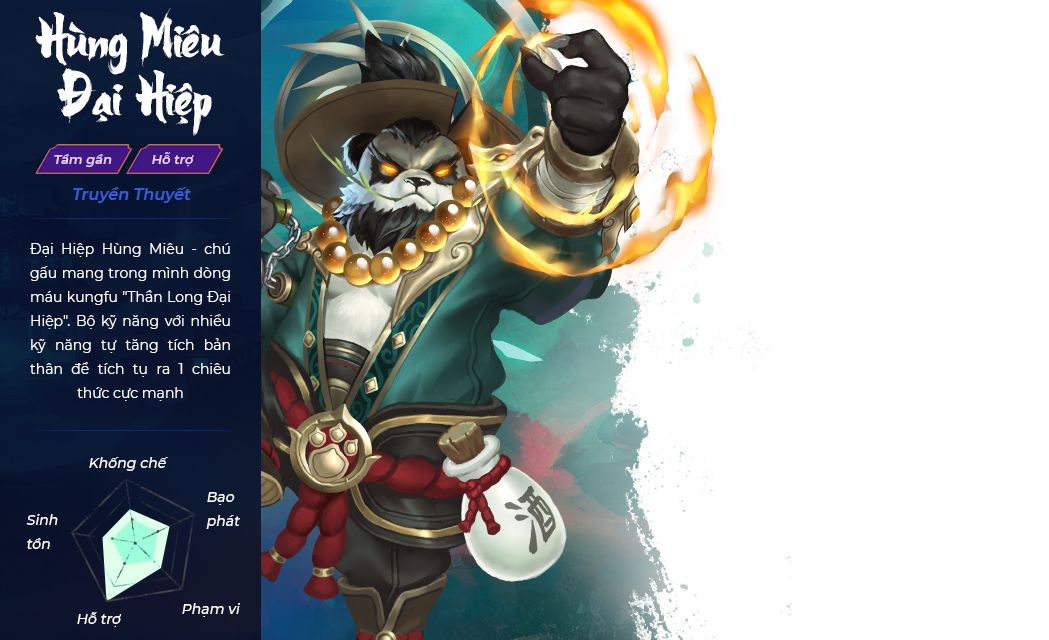 Hùng Miêu
Đại Hiệp
Tầm gần
Hỗ trợ
Truyền Thuyết
Đại Hiệp Hùng Miêu - chú
gấu mang trong mình dòng
máu kungfu "Thần Long Đại
Hiệp". Bộ kỹ năng với nhiều
kỹ năng tự tăng tích bản
thân để tích tụ ra 1 chiêu
thức cực mạnh
Khống chế
Bạo
phát
Sinh
tồn
Phạm vi
Hỗ trợ
酒